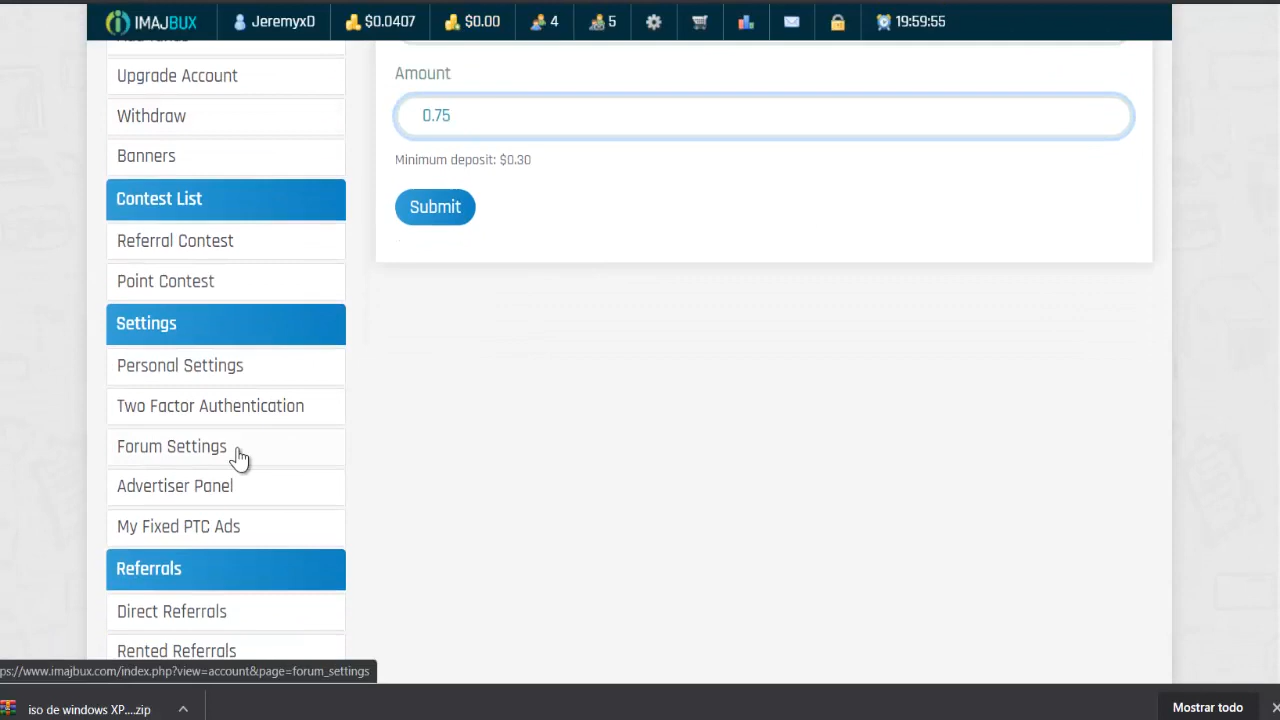 IMAJBUX JeremyxD $0.0407 $0.00 4 5 19:59:55
Add Funds
Upgrade Account
Withdraw
Banners
Contest List
Referral Contest
Point Contest
Settings
Personal Settings
Two Factor Authentication
Forum Settings
Advertiser Panel
My Fixed PTC Ads
Referrals
Direct Referrals
Rented Referrals
Amount
0.75
Minimum deposit: $0.30
Submit
ps://www.imajbux.com/index.php?view=account&page=forum_settings
iso de windows XP....zip
Mostrar todo